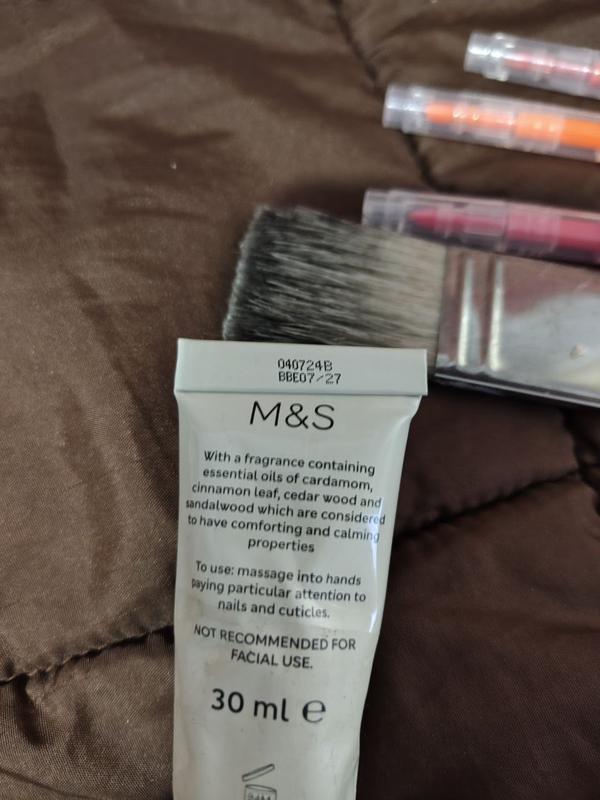 040724B
BBE07/27
M&S
With a fragrance containing
essential oils of cardamom,
cinnamon leaf, cedar wood and
sandalwood which are considered
to have comforting and calming
properties
To use: massage into hands
paying particular attention to
nails and cuticles.
NOT RECOMMENDED FOR
FACIAL USE.
30 ml e